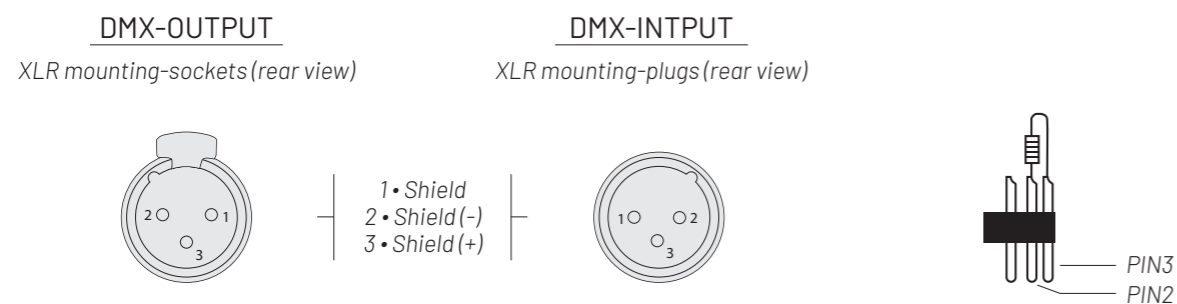 DMX-OUTPUT
XLR mounting-sockets (rear view)
DMX-INTPUT
XLR mounting-plugs (rear view)
2
1
3
1 • Shield
2 • Shield (-)
3 • Shield (+)
1
2
3
PIN3
PIN2